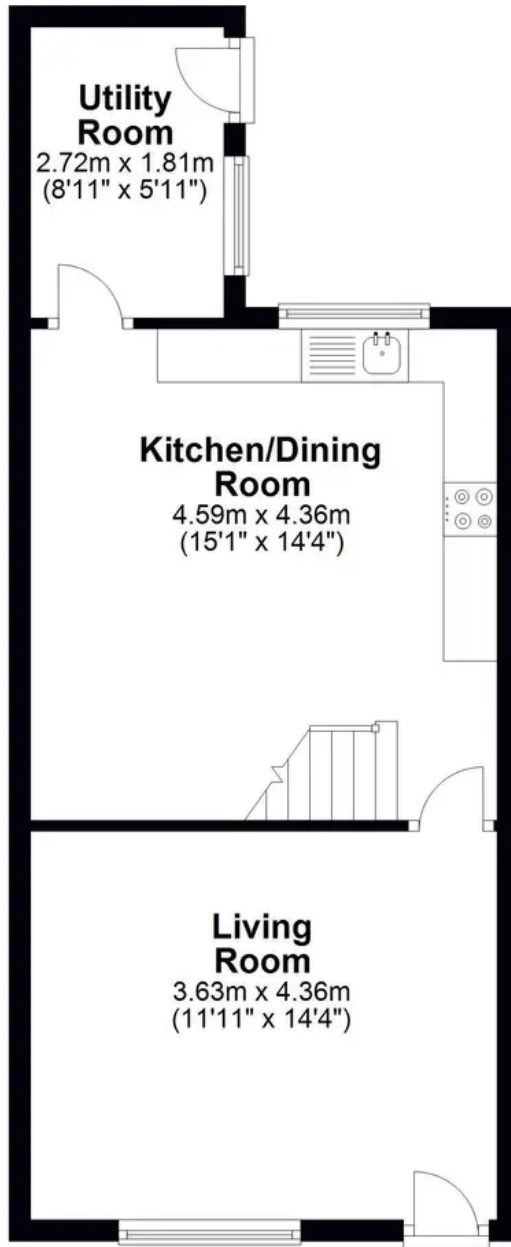 Utility
Room
2.72m x 1.81m
(8'11" x 5'11")
Kitchen/Dining
Room
4.59m x 4.36m
(15'1" x 14'4")
Living
Room
3.63m x 4.36m
(11'11" x 14'4")